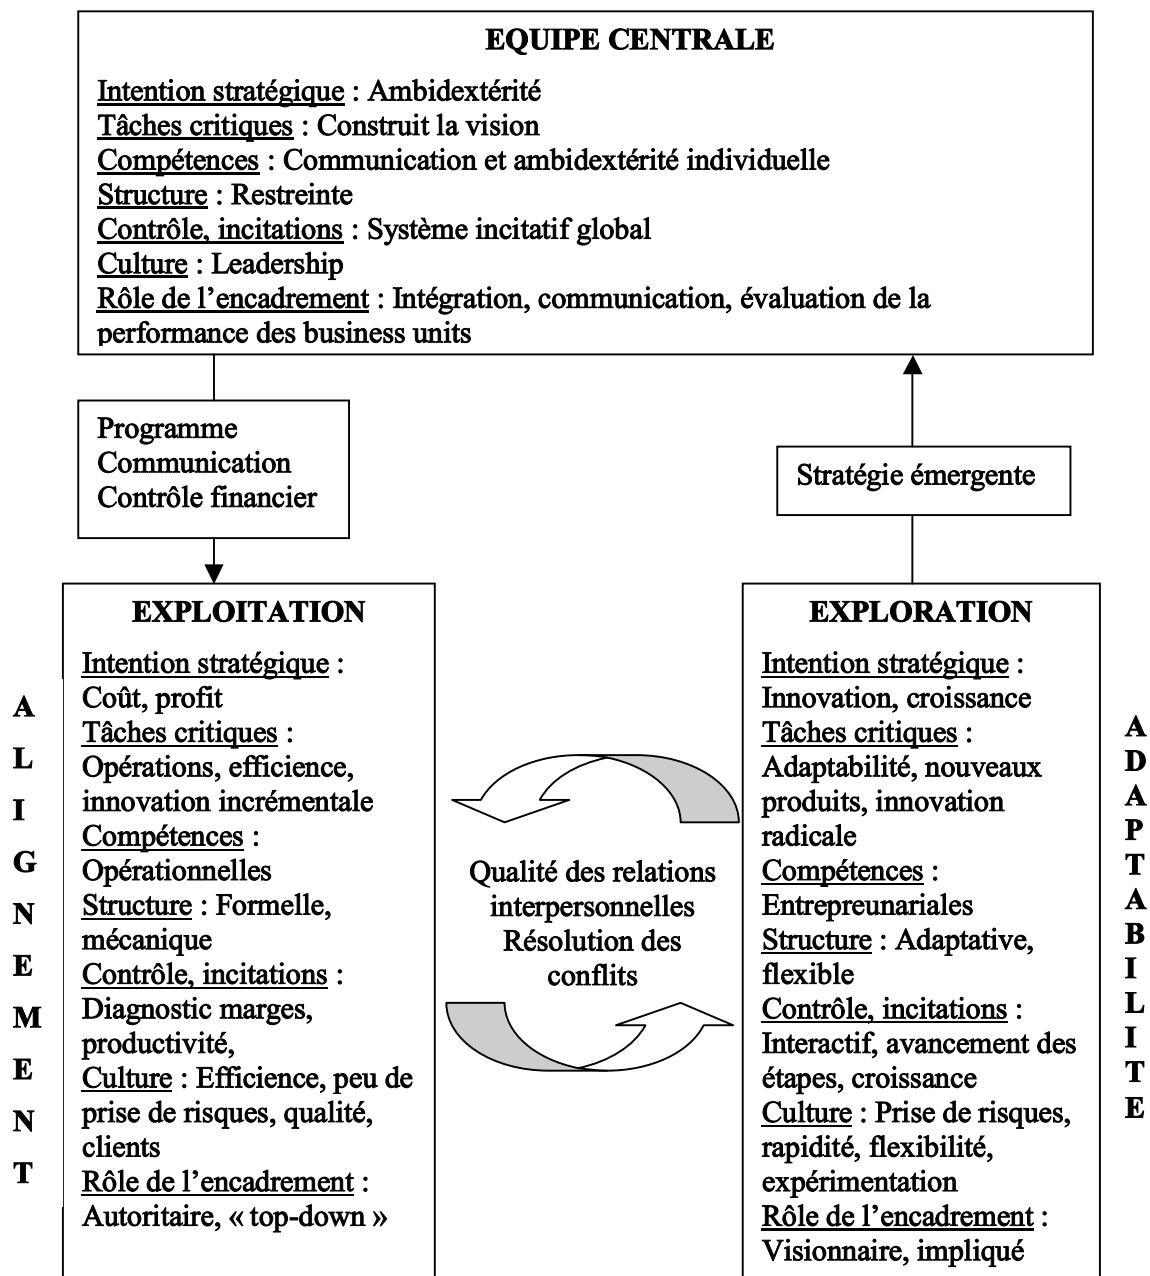 EQUIPE CENTRALE
Intention stratégique : Ambidextérité
Tâches critiques : Construit la vision
Compétences : Communication et ambidextérité individuelle
Structure : Restreinte
Contrôle, incitations : Système incitatif global
Culture : Leadership
Rôle de l’encadrement : Intégration, communication, évaluation de la
performance des business units
Programme
Communication
Contrôle financier
Stratégie émergente
ALIGNEMENT
EXPLOITATION
Intention stratégique :
Coût, profit
Tâches critiques :
Opérations, efficience,
innovation incrémentale
Compétences :
Opérationnelles
Structure : Formelle,
mécanique
Contrôle, incitations :
Diagnostic marges,
productivité,
Culture : Efficience, peu de
prise de risques, qualité,
clients
Rôle de l’encadrement :
Autoritaire, « top-down »
Qualité des relations
interpersonnelles
Résolution des
conflits
EXPLORATION
Intention stratégique :
Innovation, croissance
Tâches critiques :
Adaptabilité, nouveaux
produits, innovation
radicale
Compétences :
Entrepreunariales
Structure : Adaptative,
flexible
Contrôle, incitations :
Interactif, avancement des
étapes, croissance
Culture : Prise de risques,
rapidité, flexibilité,
expérimentation
Rôle de l’encadrement :
Visionnaire, impliqué
ADAPTABILITE